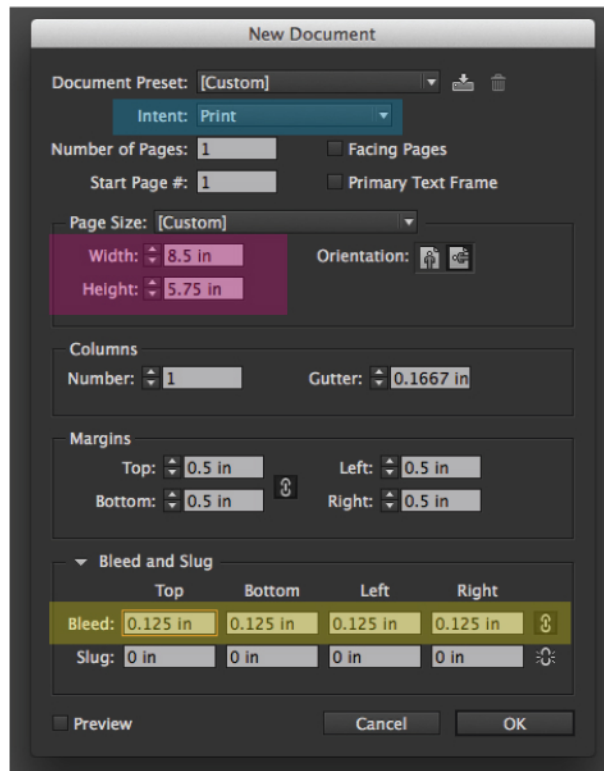 New Document
Document Preset: [Custom]
Intent: Print
Number of Pages: 1 Facing Pages
Start Page #: 1 Primary Text Frame
Page Size: [Custom]
Width: 8.5 in Orientation:
Height: 5.75 in
Columns
Number: 1 Gutter: 0.1667 in
Margins
Top: 0.5 in Left: 0.5 in
Bottom: 0.5 in Right: 0.5 in
Bleed and Slug
Top Bottom Left Right
Bleed: 0.125 in 0.125 in 0.125 in 0.125 in
Slug: 0 in 0 in 0 in 0 in
Preview Cancel OK